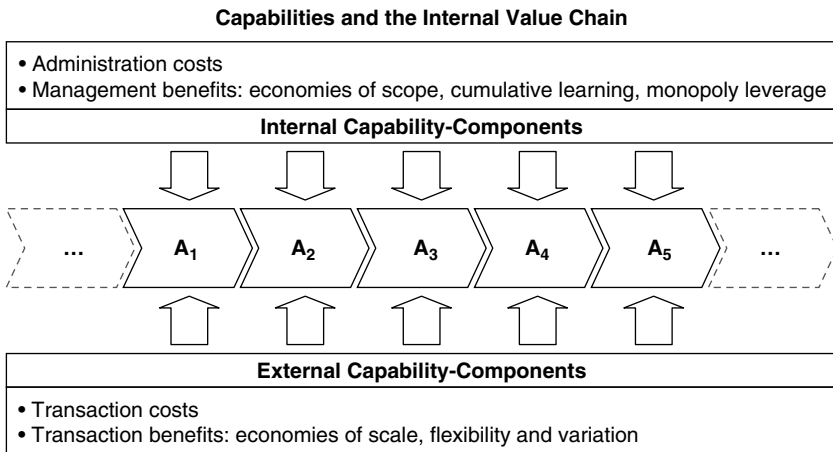 Capabilities and the Internal Value Chain
• Administration costs
• Management benefits: economies of scope, cumulative learning, monopoly leverage
Internal Capability-Components
... A1 A2 A3 A4 A5 ...
External Capability-Components
• Transaction costs
• Transaction benefits: economies of scale, flexibility and variation